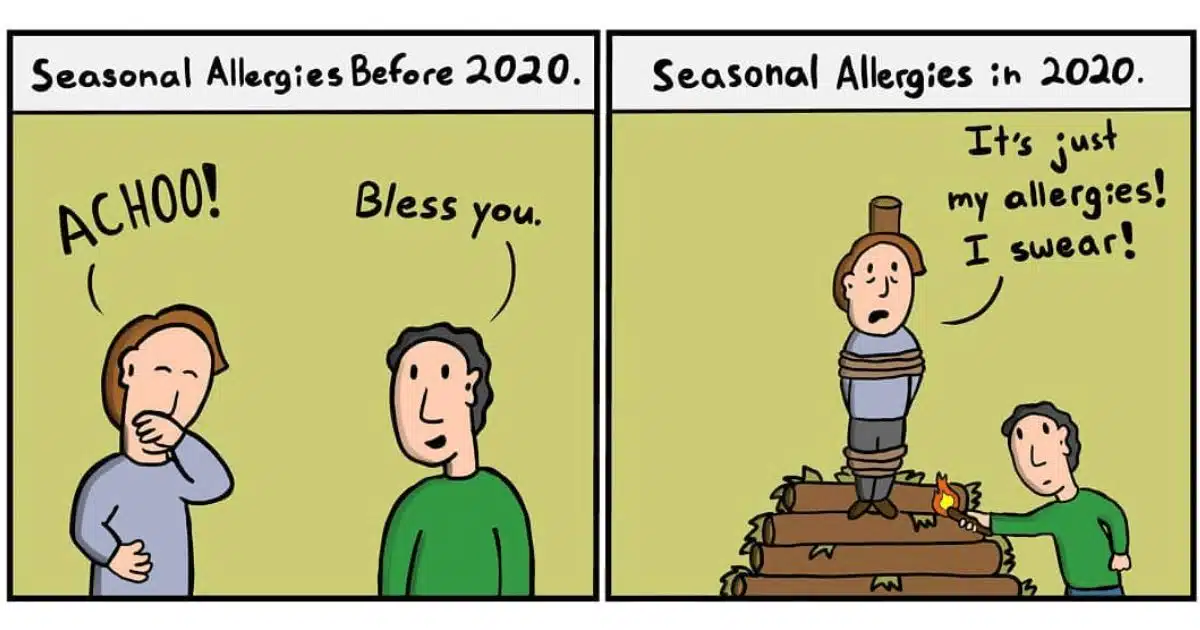 Seasonal Allergies Before 2020.
ACHOO!
Bless you.
Seasonal Allergies in 2020.
It's just
my allergies!
I swear!